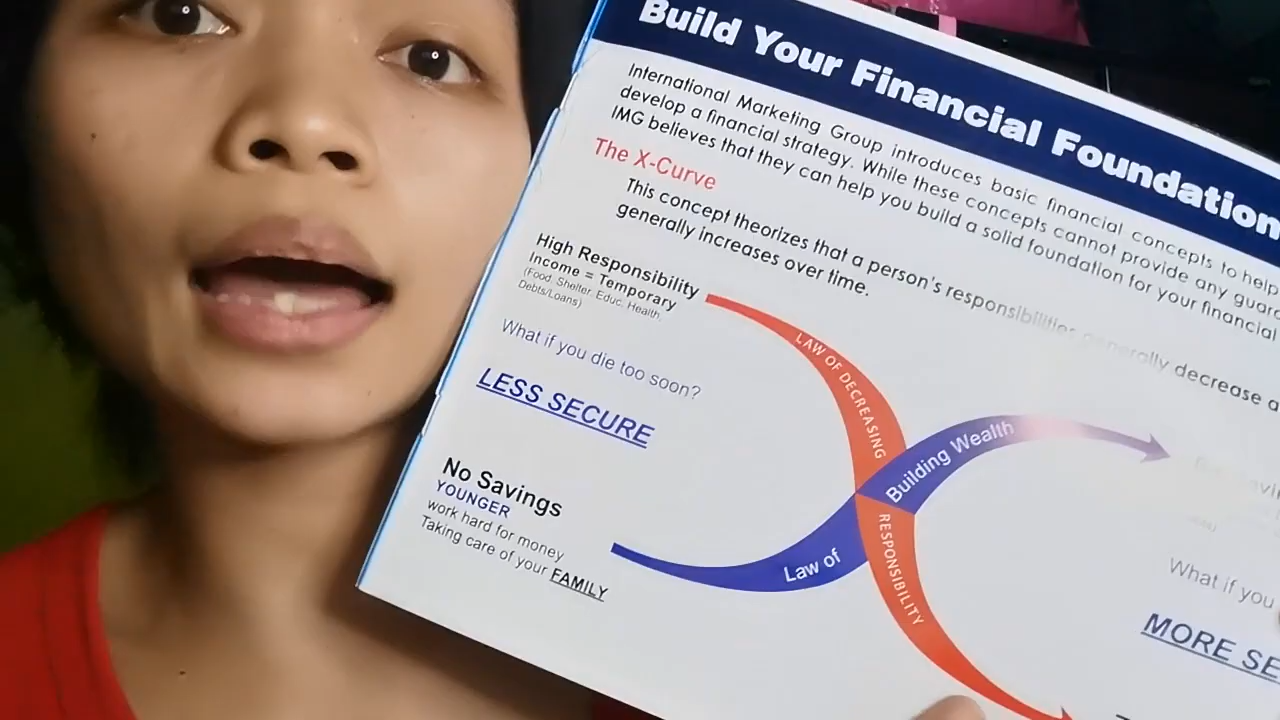 Build Your Financial Foundation
International Marketing Group introduces basic financial concepts to help
develop a financial strategy. While these concepts cannot provide any
IMG believes that they can help you build a solid foundation for your financial
The X-Curve
This concept theorizes that a person's responsibilities generally decrease
generally increases over time.
High Responsibility
Income = Temporary
(Food, Shelter, Educ, Health,
Debts/Loans)
What if you die too soon?
LESS SECURE
No Savings
YOUNGER
work hard for money
Taking care of your FAMILY
LAW OF DECREASING
RESPONSIBILITY
Law of
Building Wealth
What if you
MORE